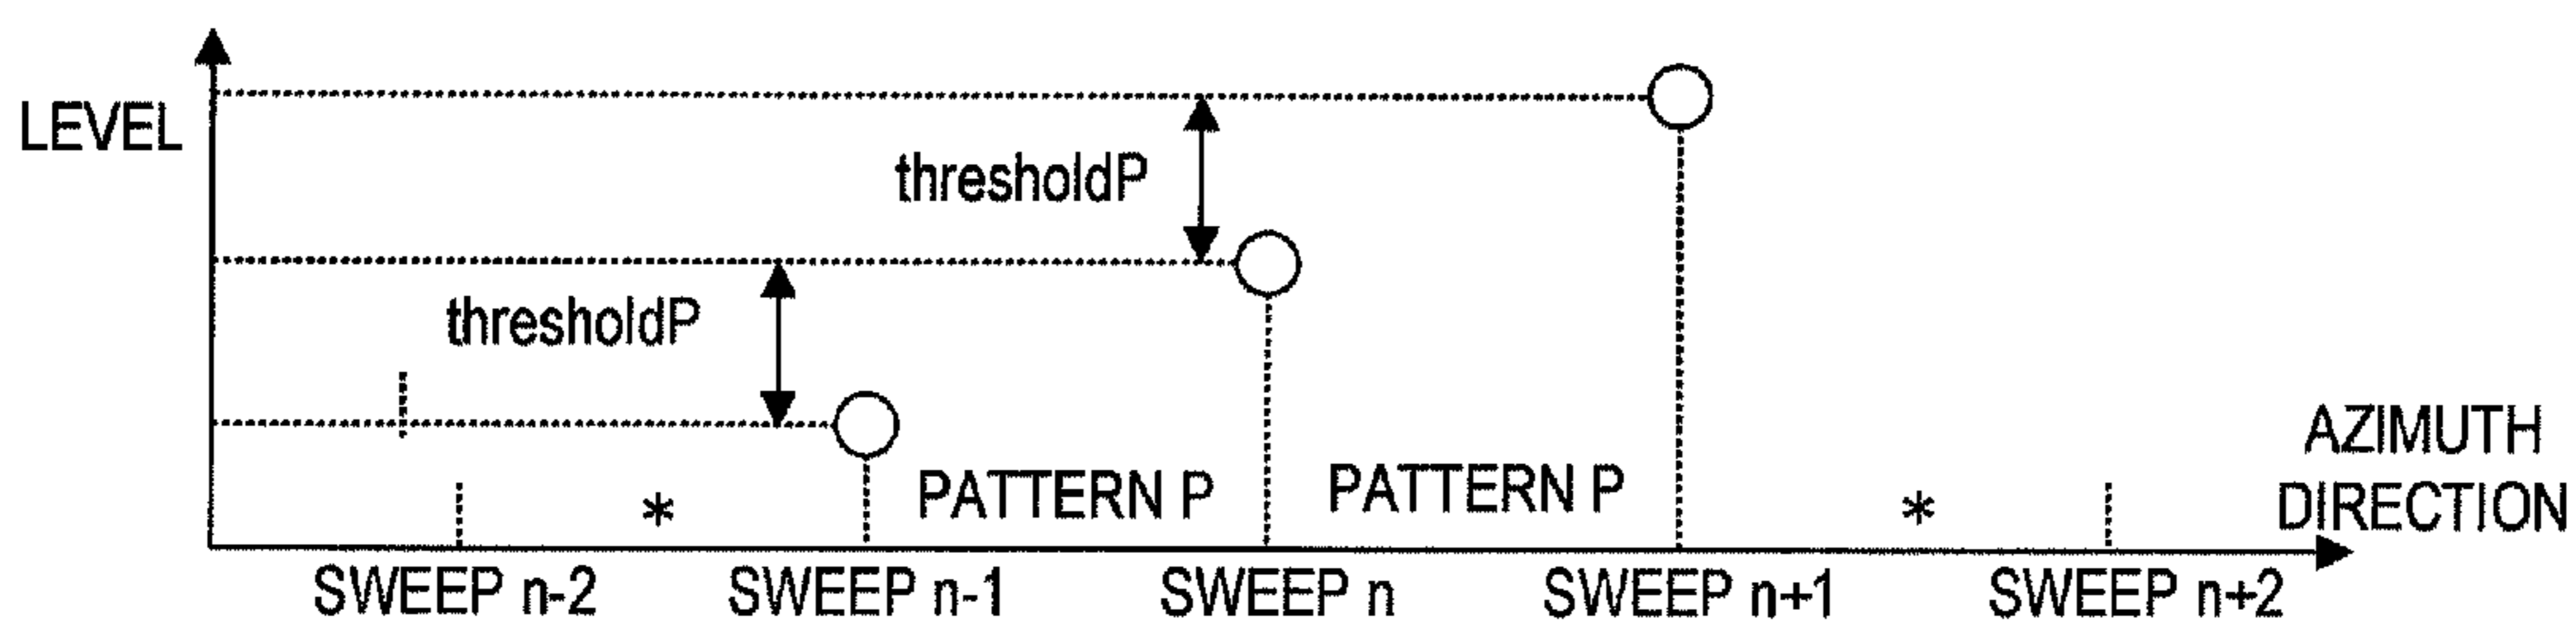 LEVEL
thresholdP
thresholdP
AZIMUTH
DIRECTION
* PATTERN P PATTERN P *
SWEEP n-2 SWEEP n-1 SWEEP n SWEEP n+1 SWEEP n+2